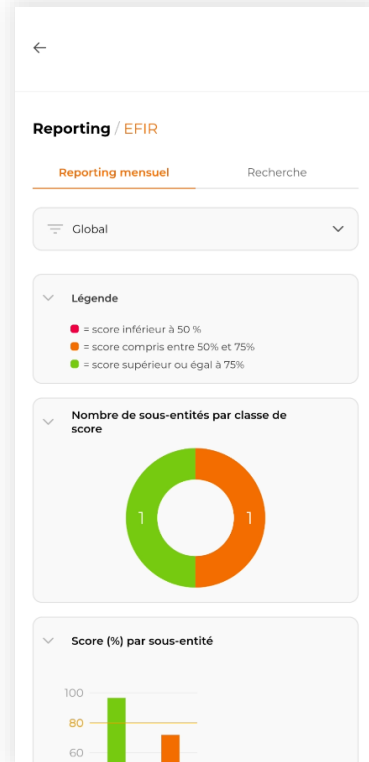 Reporting / EFIR
Reporting mensuel Recherche
Global
Légende
= score inférieur à 50 %
= score compris entre 50% et 75%
= score supérieur ou égal à 75%
Nombre de sous-entités par classe de
score
1 1
Score (%) par sous-entité
100
80
60